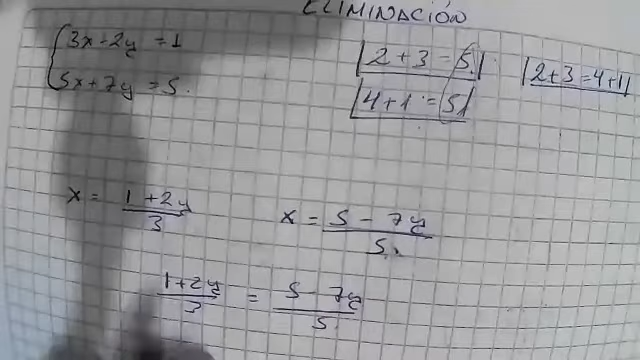 ELIMINACIÓN
3x - 2y = 1
5x + 7y = 5.
2 + 3 = 5
4 + 1 = 5
2 + 3 = 4 + 1
x = (1 + 2y)/3
x = (5 - 7y)/5
(1 + 2y)/3 = (5 - 7y)/5